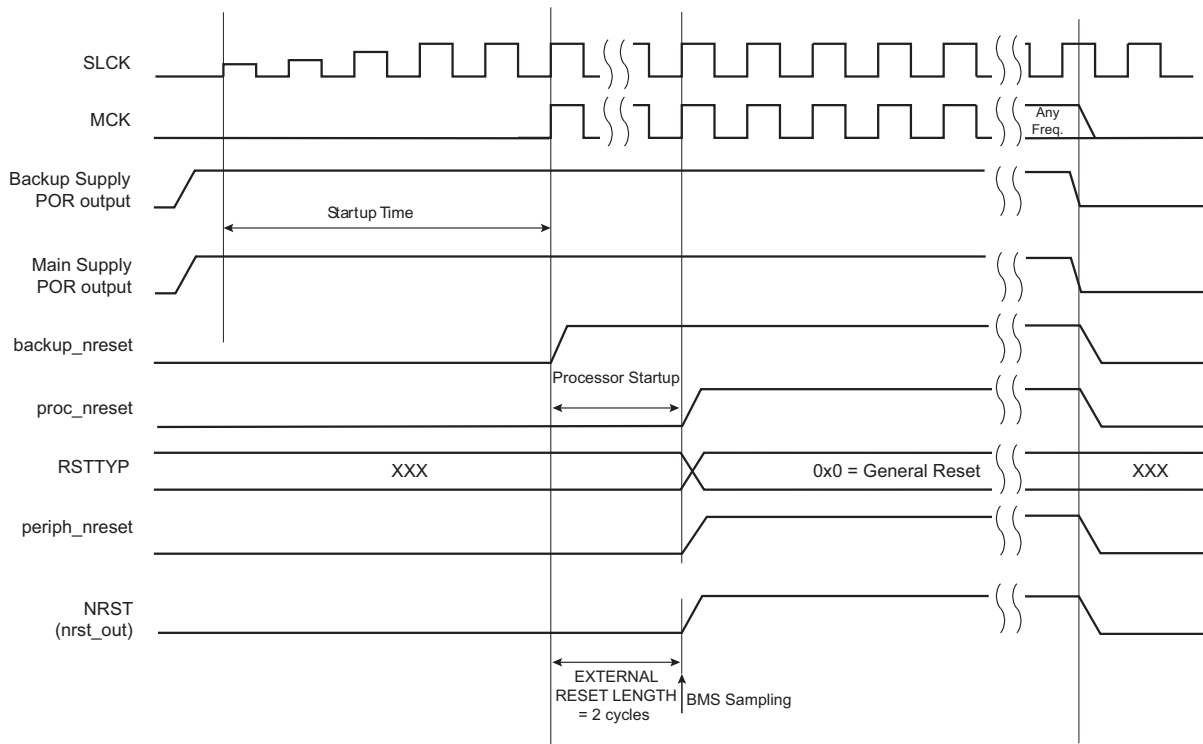 SLCK
MCK
Any
Freq.
Backup Supply
POR output
Startup Time
Main Supply
POR output
backup_nreset
Processor Startup
proc_nreset
RSTTYP
XXX
0x0 = General Reset
XXX
periph_nreset
NRST
(nrst_out)
EXTERNAL
RESET LENGTH
= 2 cycles
BMS Sampling